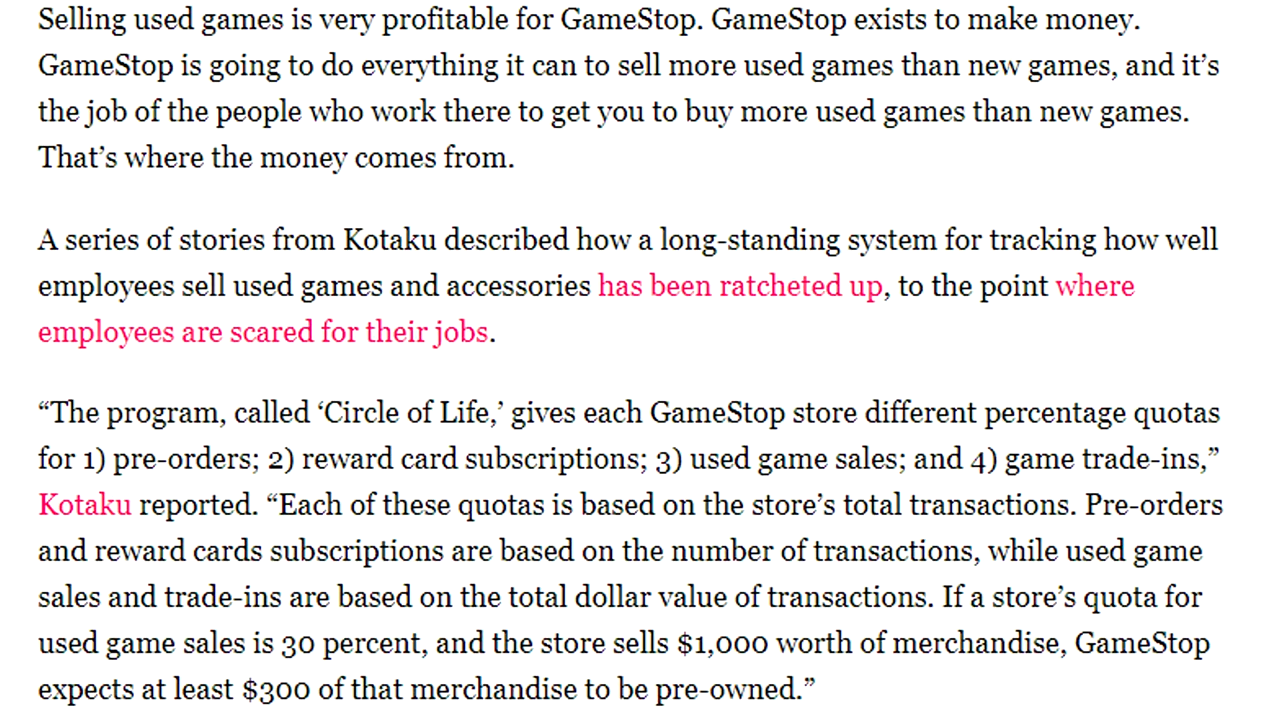 Selling used games is very profitable for GameStop. GameStop exists to make money.
GameStop is going to do everything it can to sell more used games than new games, and it’s
the job of the people who work there to get you to buy more used games than new games.
That’s where the money comes from.
A series of stories from Kotaku described how a long-standing system for tracking how well
employees sell used games and accessories has been ratcheted up, to the point where
employees are scared for their jobs.
“The program, called ‘Circle of Life,’ gives each GameStop store different percentage quotas
for 1) pre-orders; 2) reward card subscriptions; 3) used game sales; and 4) game trade-ins,”
Kotaku reported. “Each of these quotas is based on the store’s total transactions. Pre-orders
and reward cards subscriptions are based on the number of transactions, while used game
sales and trade-ins are based on the total dollar value of transactions. If a store’s quota for
used game sales is 30 percent, and the store sells $1,000 worth of merchandise, GameStop
expects at least $300 of that merchandise to be pre-owned.”